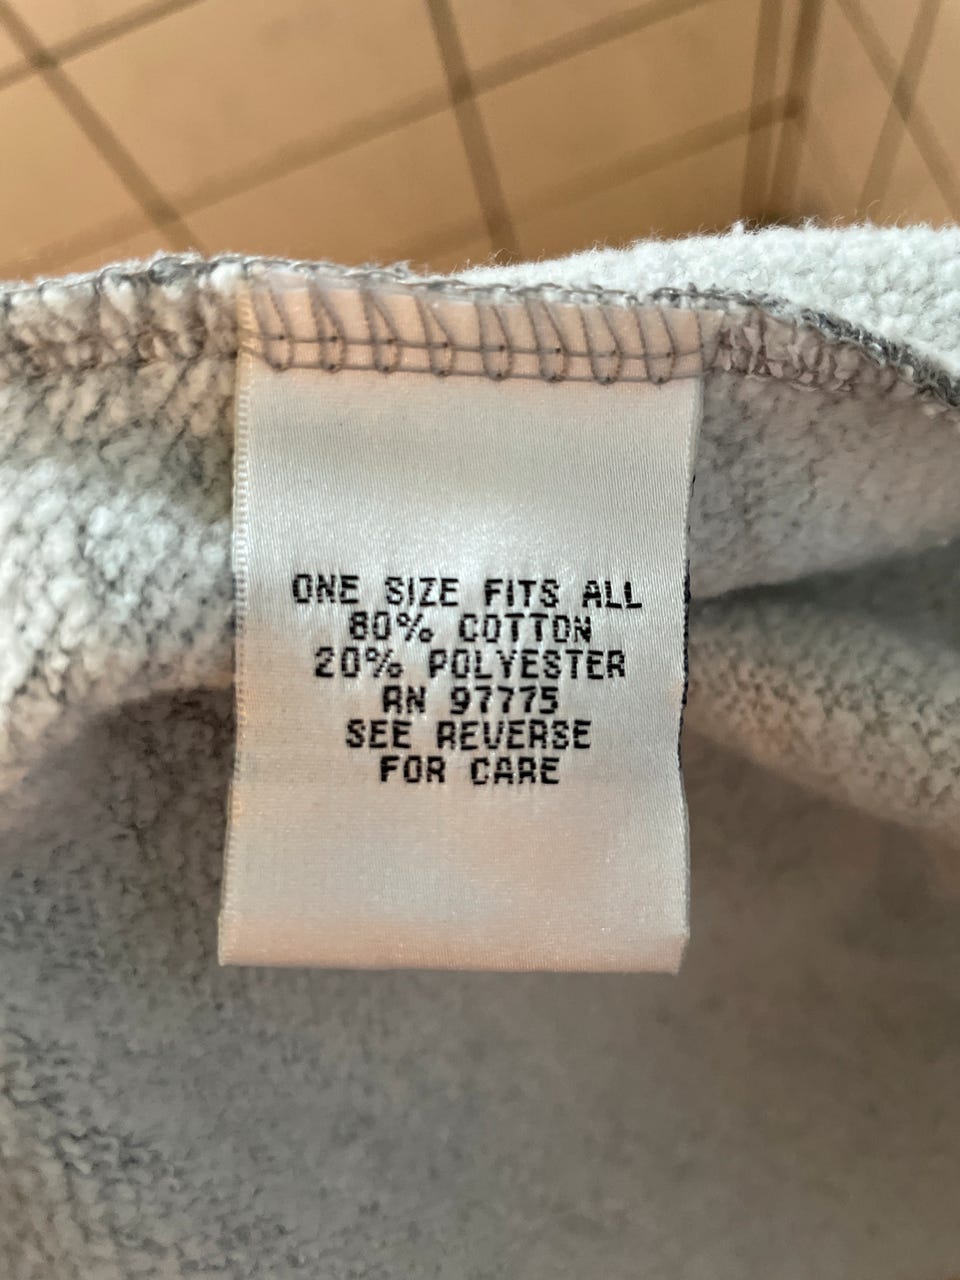 ONE SIZE FITS ALL
80% COTTON
20% POLYESTER
RN 97775
SEE REVERSE
FOR CARE